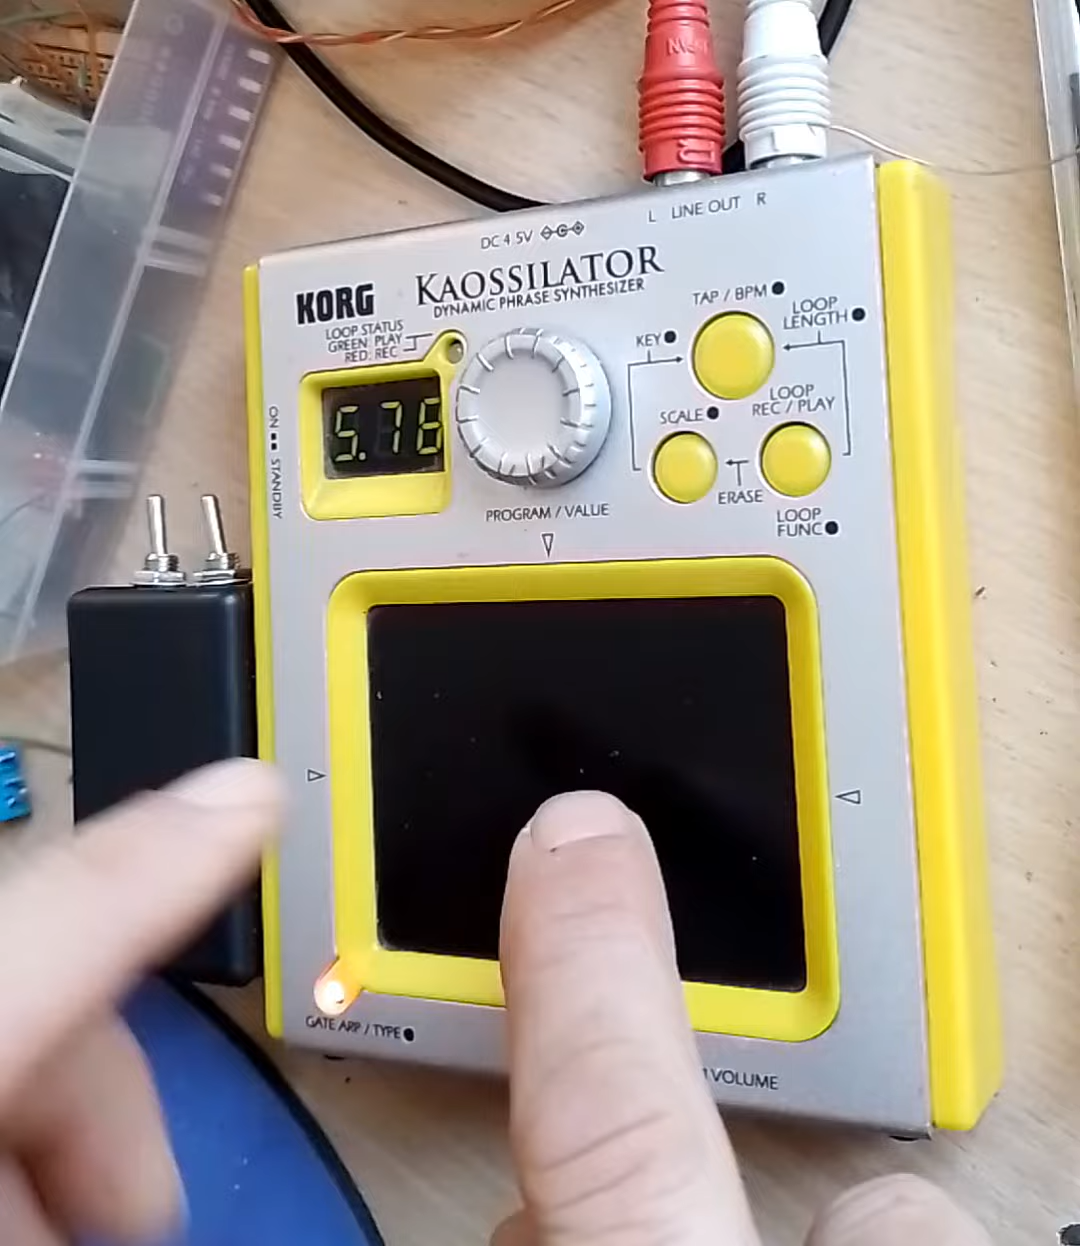 L LINE OUT R
DC 4.5V
KORG
KAOSSILATOR
DYNAMIC PHRASE SYNTHESIZER
TAP / BPM
LOOP
LENGTH
LOOP STATUS
GREEN: PLAY
RED: REC
KEY
5.78
SCALE
LOOP
REC / PLAY
ON
STANDBY
ERASE
PROGRAM / VALUE
LOOP
FUNC
GATE ARP / TYPE
VOLUME